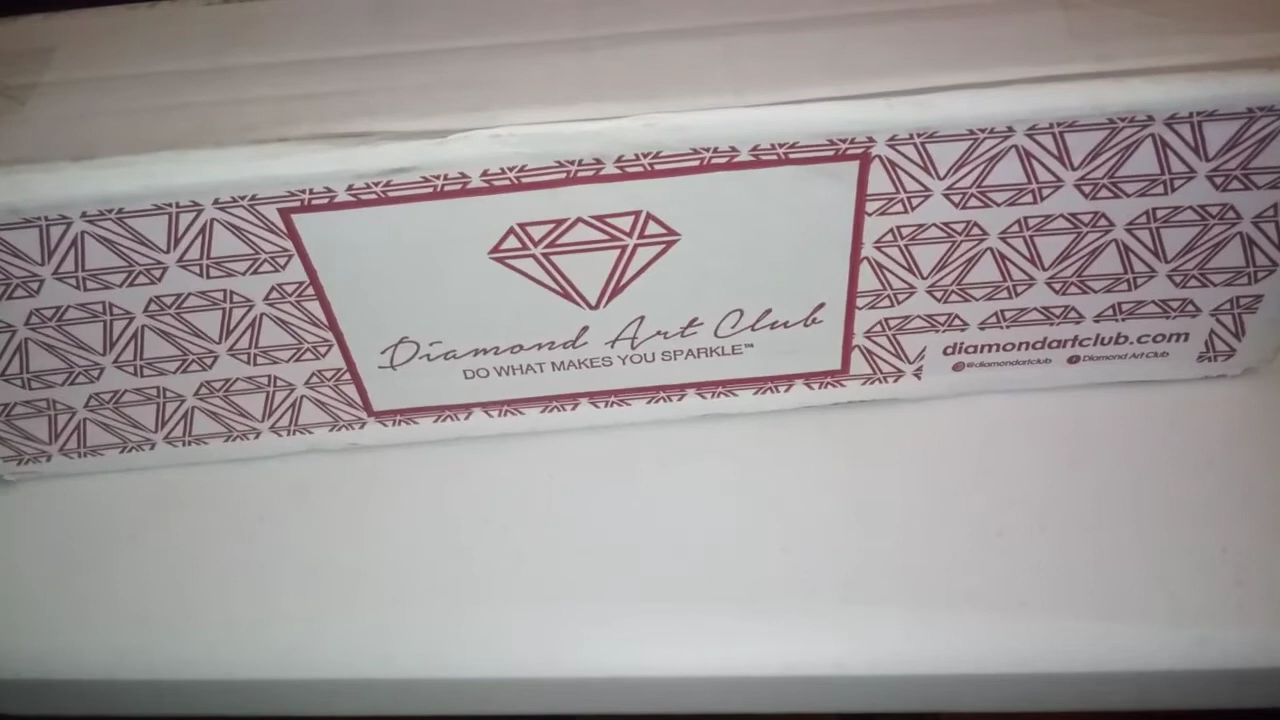 Diamond Art Club
DO WHAT MAKES YOU SPARKLE™
diamondartclub.com
@diamondartclub Diamond Art Club